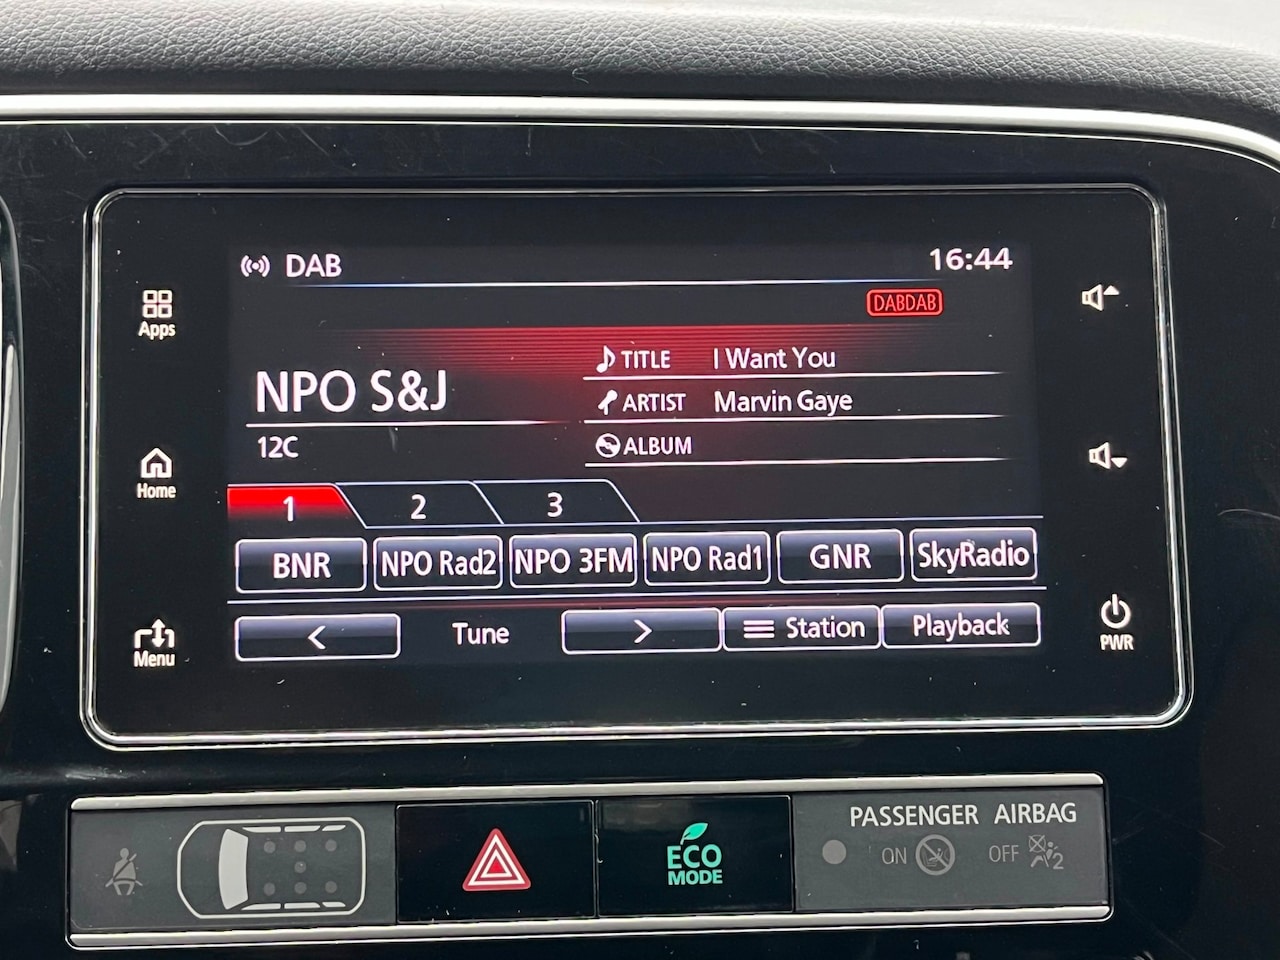 DAB 16:44
DABDAB
Apps
TITLE I Want You
NPO S&J
ARTIST Marvin Gaye
12C
ALBUM
Home
1 2 3
BNR NPO Rad2 NPO 3FM NPO Rad1 GNR SkyRadio
< Tune > Station Playback
Menu
PWR
PASSENGER AIRBAG
ON OFF 2
ECO
MODE